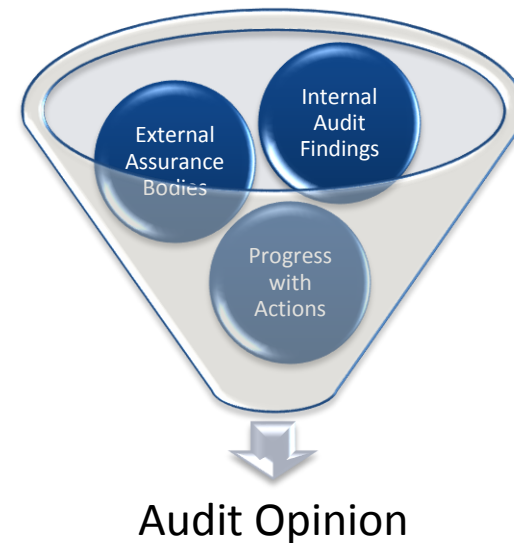 Internal
Audit
Findings
External
Assurance
Bodies
Progress
with
Actions
Audit Opinion